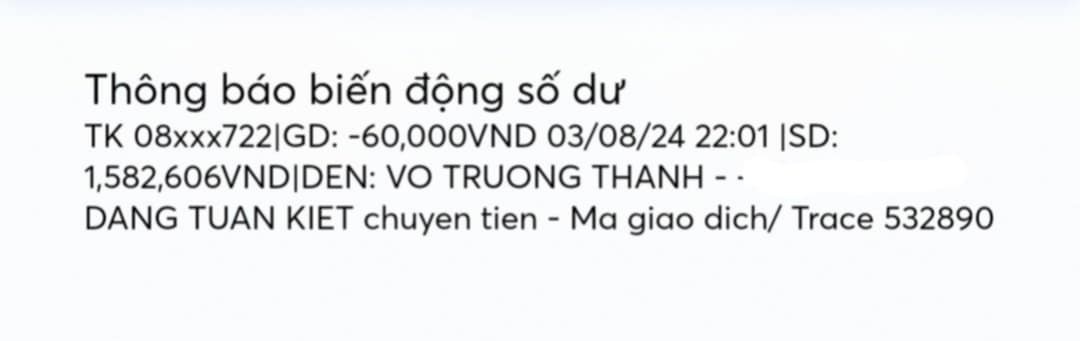 Thông báo biến động số dư
TK 08xxx722|GD: -60,000VND 03/08/24 22:01 |SD:
1,582,606VND|DEN: VO TRUONG THANH - -
DANG TUAN KIET chuyen tien - Ma giao dich/ Trace 532890